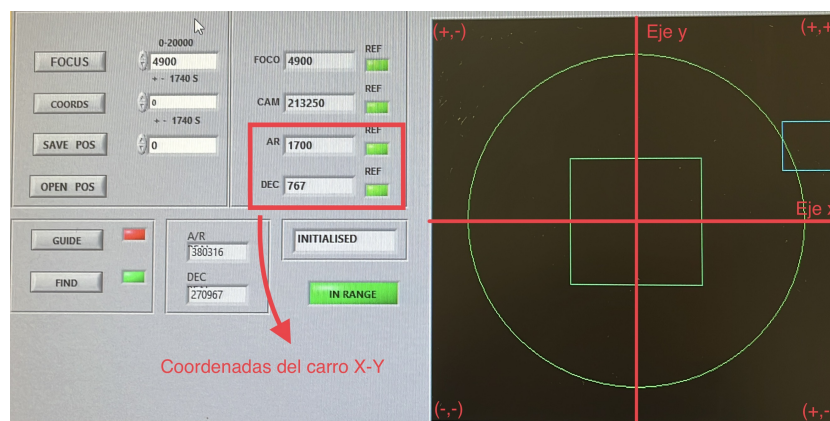 0-20000
FOCUS
4900
+ - 1740 S
COORDS
0
+ - 1740 S
SAVE POS
0
OPEN POS
REF
FOCO 4900
REF
CAM 213250
REF
AR 1700
REF
DEC 767
GUIDE
FIND
A/R
380316
DEC
270967
INITIALISED
IN RANGE
Coordenadas del carro X-Y
(+,-)
Eje y
(+,+
Eje x
(-,-)
(+,-